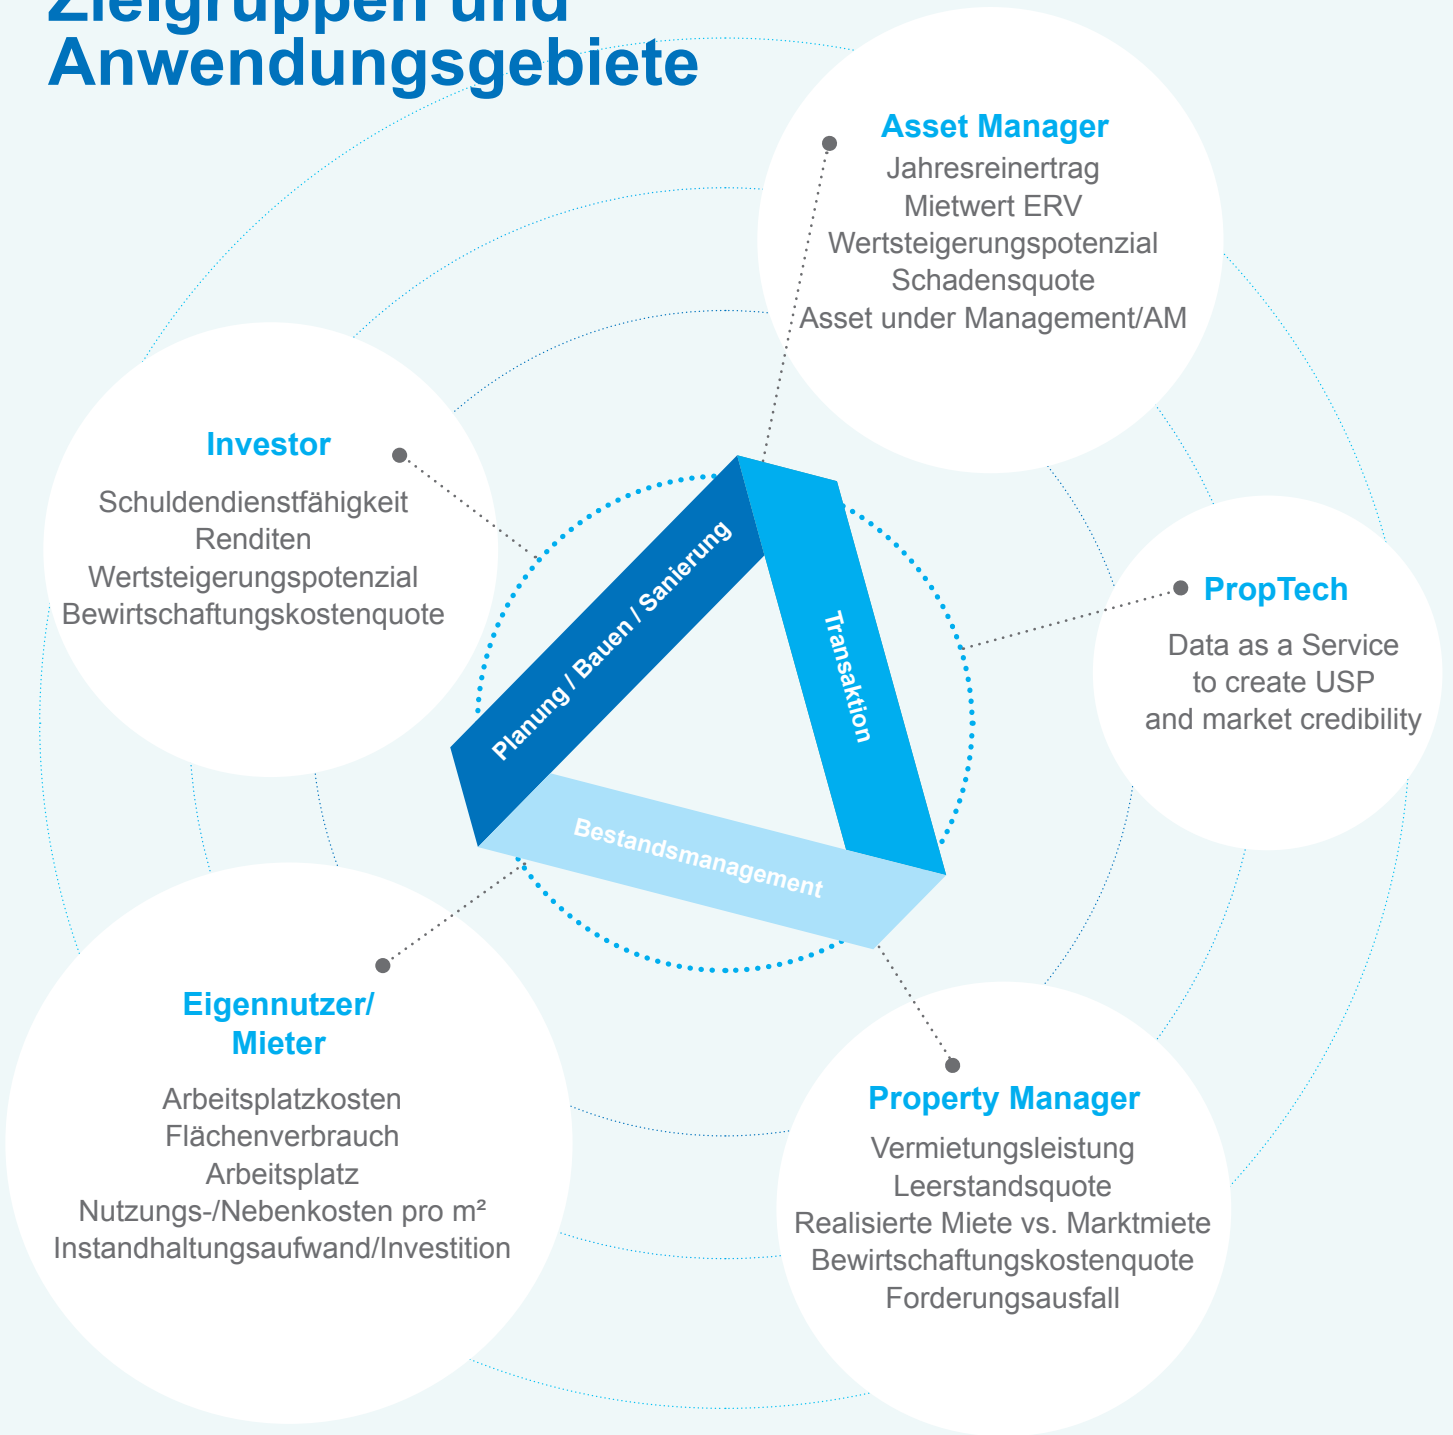 Zielgruppen und
Anwendungsgebiete
Asset Manager
Jahresreinertrag
Mietwert ERV
Wertsteigerungspotenzial
Schadensquote
Asset under Management/AM
Investor
Schuldendienstfähigkeit
Renditen
Wertsteigerungspotenzial
Bewirtschaftungskostenquote
PropTech
Data as a Service
to create USP
and market credibility
Planung / Bauen / Sanierung
Transaktion
Bestandsmanagement
Eigennutzer/
Mieter
Arbeitsplatzkosten
Flächenverbrauch
Arbeitsplatz
Nutzungs-/Nebenkosten pro m²
Instandhaltungsaufwand/Investition
Property Manager
Vermietungsleistung
Leerstandsquote
Realisierte Miete vs. Marktmiete
Bewirtschaftungskostenquote
Forderungsausfall